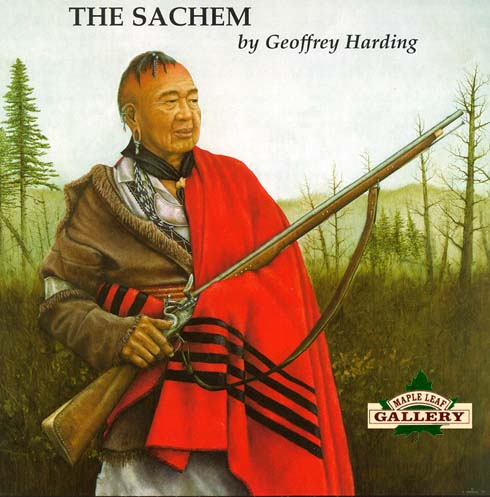 THE SACHEM
by Geoffrey Harding
MAPLE LEAF
GALLERY